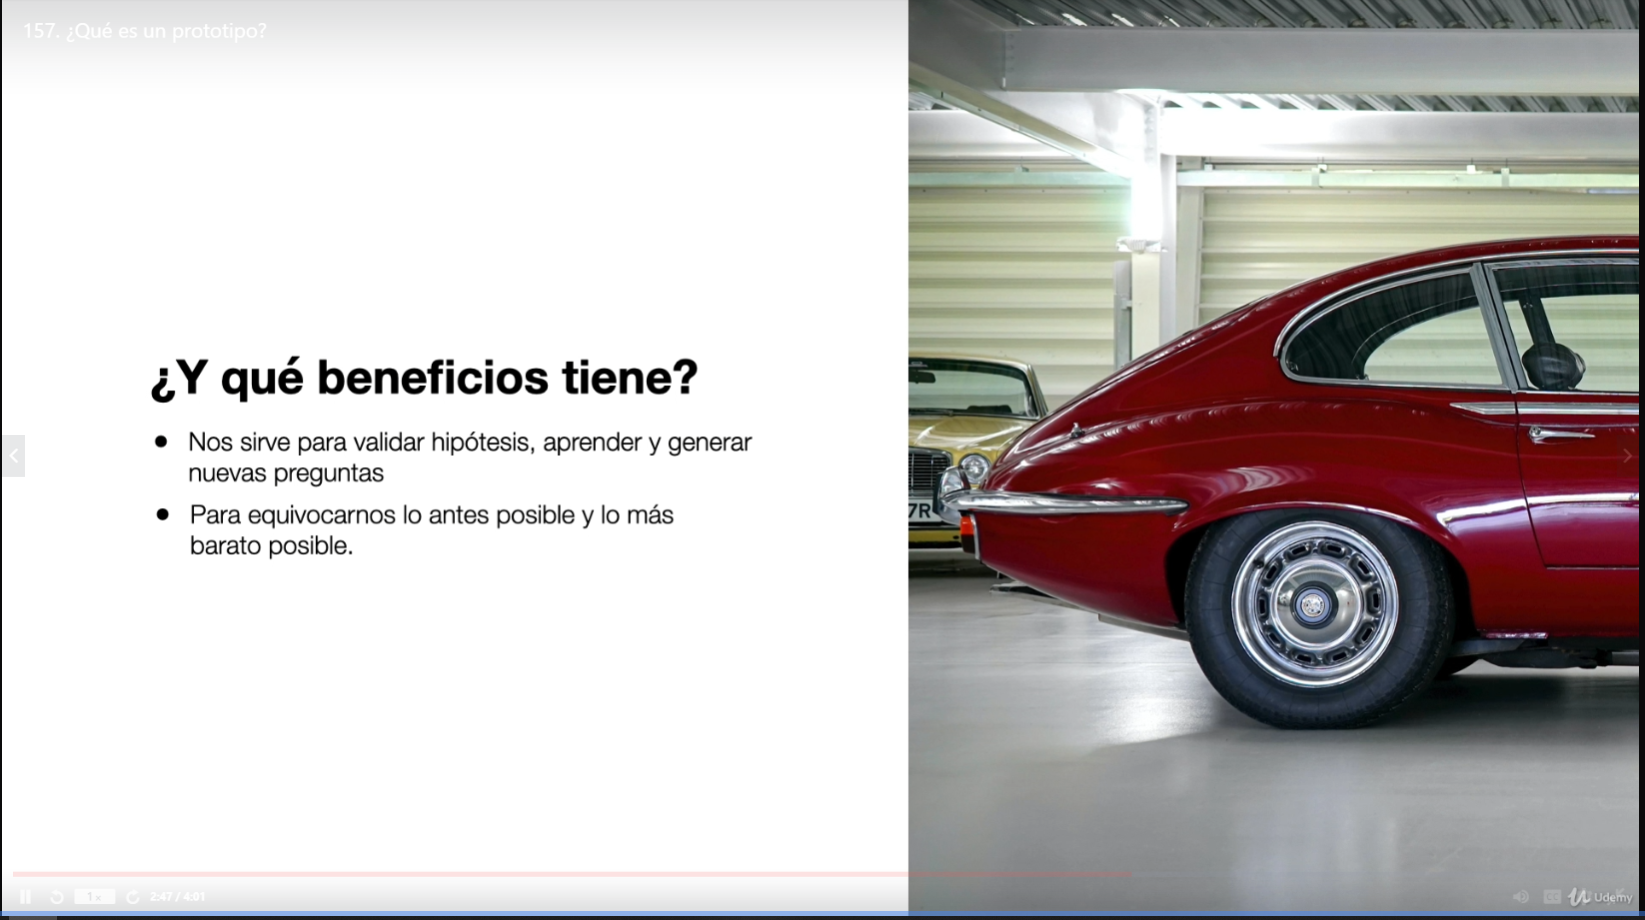 157. ¿Qué es un prototipo?
¿Y qué beneficios tiene?
● Nos sirve para validar hipótesis, aprender y generar
nuevas preguntas
● Para equivocarnos lo antes posible y lo más
barato posible.
7R
1x
2:47 / 4:01
CC
Udemy